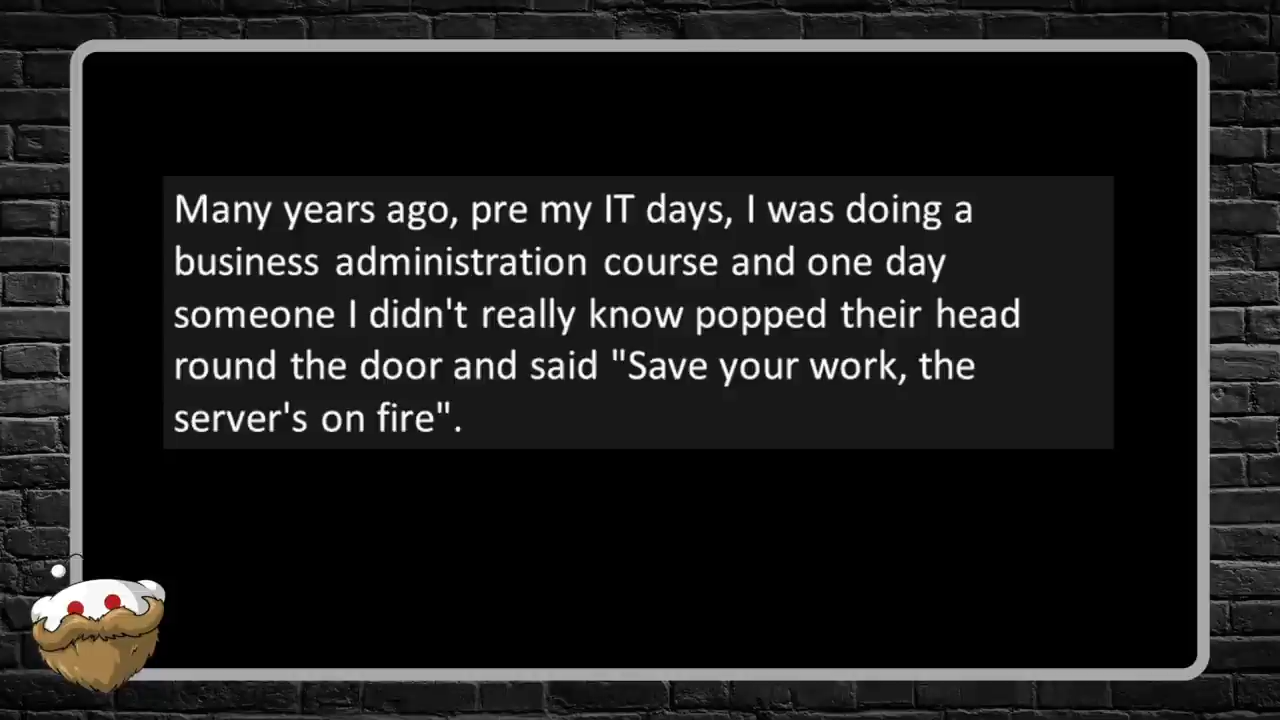 Many years ago, pre my IT days, I was doing a
business administration course and one day
someone I didn't really know popped their head
round the door and said "Save your work, the
server's on fire".